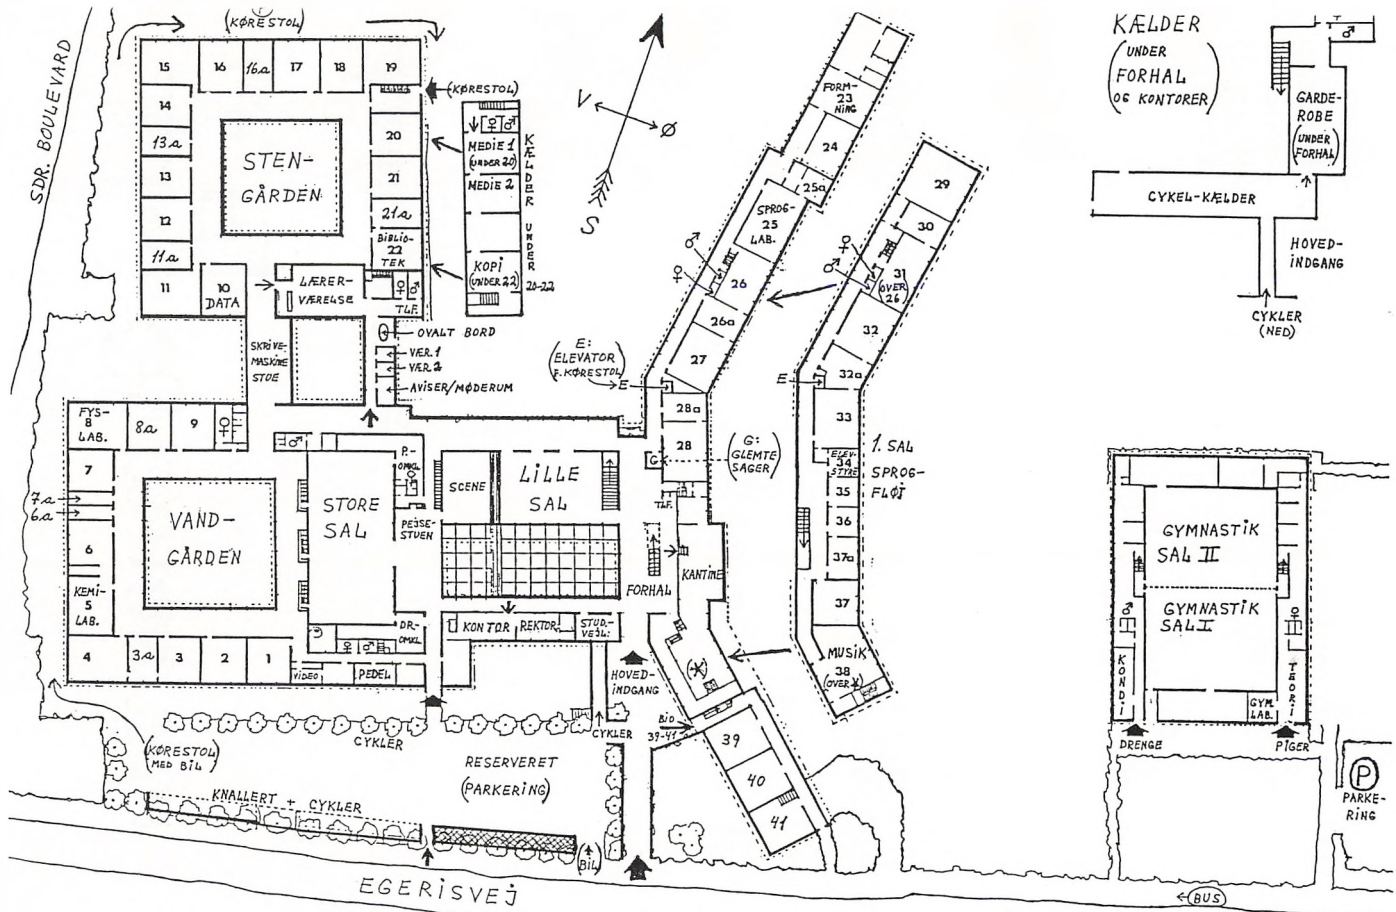 (KØRESTOL)
SDR. BOULEVARD
15
16
16a
17
18
19
(KØRESTOL)
14
13a
13
12
11a
11
10
DATA
STEN-
GÅRDEN
20
21
21a
BIBLIO-
22
TEK
♀ ♂
MEDIE 1
(UNDER 20)
MEDIE 2
KOPI
(UNDER 22)
KÆLDER UNDER
20-22
LÆRER-
VÆRELSE
♀ ♂
TLF.
OVALT BORD
VÆR. 1
VÆR. 2
AVISER/MØDERUM
SKRIVE-
MASKINE
STUE
V
Ø
S
FORM-
23
NING
24
25a
SPROG-
25
LAB.
♂
♀
26
26a
27
E:
ELEVATOR
F. KØRESTOL
E
28a
28
G
(G:
GLEMTE
SAGER)
TLF.
29
30
♀
♂
31
(OVER
26)
32
32a
E
33
ELEV-
34
STYRE
35
36
37a
37
MUSIK
38
(OVER *)
1. SAL
SPROG-
FLØJ
KÆLDER
(UNDER
FORHAL
OG KONTORER)
♂
GARDE-
ROBE
(UNDER
FORHAL)
CYKEL-KÆLDER
HOVED-
INDGANG
CYKLER
(NED)
FYS-
8
LAB.
8a
9
♀
♂
7
7a
6a
6
KEMI-
5
LAB.
4
3a
3
2
1
VIDEO
PEDEL
VAND-
GÅRDEN
STORE
SAL
P.-
OMKL.
PEJSE-
STUEN
SCENE
LILLE
SAL
♀ ♂
DR.-
OMKL.
KONTOR
REKTOR
STUD.-
VEJL.
FORHAL
KANTINE
(*)
HOVED-
INDGANG
BIO
39-41
39
40
41
CYKLER
CYKLER
(KØRESTOL
MED BIL)
RESERVERET
(PARKERING)
KNALLERT + CYKLER
(BIL)
EGERISVEJ
BUS
GYMNASTIK
SAL II
GYMNASTIK
SAL I
♂
♀
KONDI
TEORI
GYM.
LAB.
DRENGE
PIGER
P
PARKE-
RING